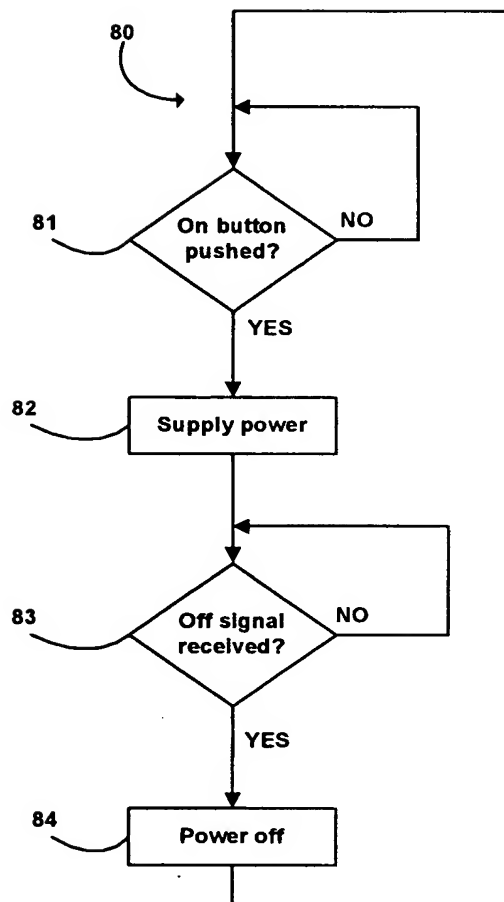 80
81
On button
pushed?
NO
YES
82
Supply power
83
Off signal
received?
NO
YES
84
Power off